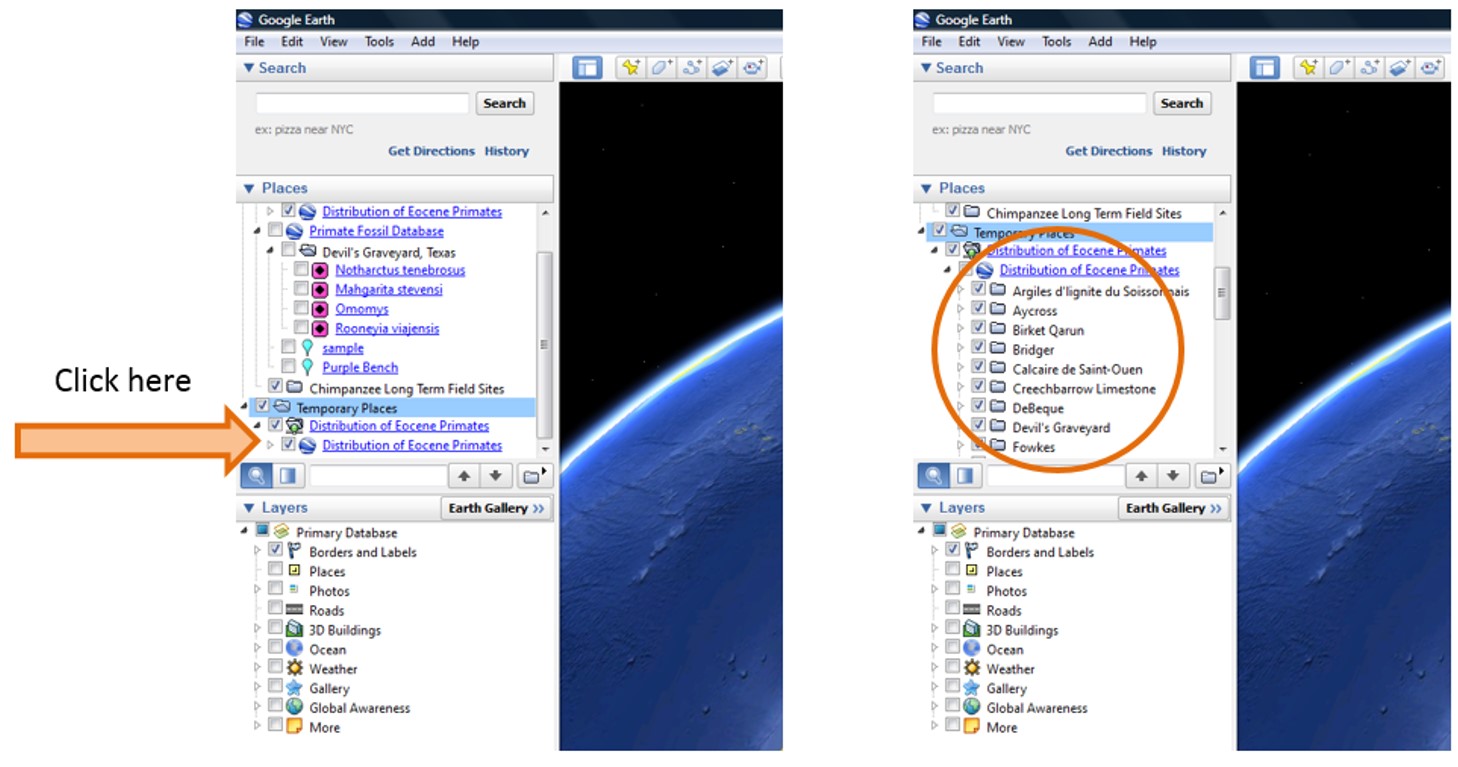 Click here
Google Earth
File Edit View Tools Add Help
Search
Search
ex: pizza near NYC
Get Directions History
Places
Distribution of Eocene Primates
Primate Fossil Database
Devil's Graveyard, Texas
Notharctus tenebrosus
Mahgarita stevensi
Omomys
Rooneyia viajensis
sample
Purple Bench
Chimpanzee Long Term Field Sites
Temporary Places
Distribution of Eocene Primates
Distribution of Eocene Primates
Layers
Earth Gallery >>
Primary Database
Borders and Labels
Places
Photos
Roads
3D Buildings
Ocean
Weather
Gallery
Global Awareness
More
Google Earth
File Edit View Tools Add Help
Search
Search
ex: pizza near NYC
Get Directions History
Places
Chimpanzee Long Term Field Sites
Temporary Places
Distribution of Eocene Primates
Distribution of Eocene Primates
Argiles d'lignite du Soissonnais
Aycross
Birket Qarun
Bridger
Calcaire de Saint-Ouen
Creechbarrow Limestone
DeBeque
Devil's Graveyard
Fowkes
Layers
Earth Gallery >>
Primary Database
Borders and Labels
Places
Photos
Roads
3D Buildings
Ocean
Weather
Gallery
Global Awareness
More